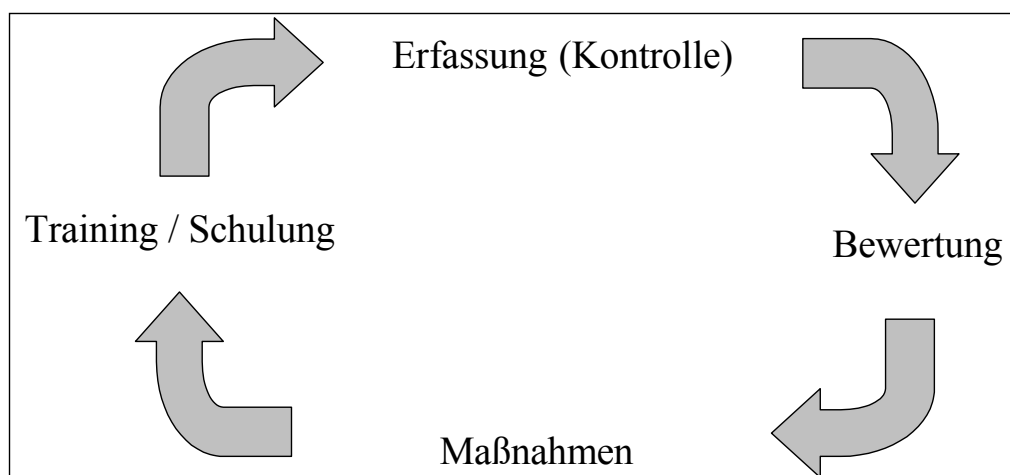 Erfassung (Kontrolle)
Training / Schulung
Bewertung
Maßnahmen